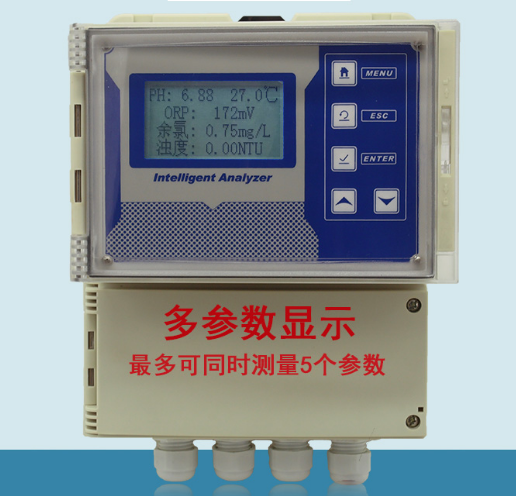 PH: 6.88 27.0℃
ORP: 172mV
余氯: 0.75mg/L
浊度: 0.00NTU
MENU
ESC
ENTER
Intelligent Analyzer
多参数显示
最多可同时测量5个参数